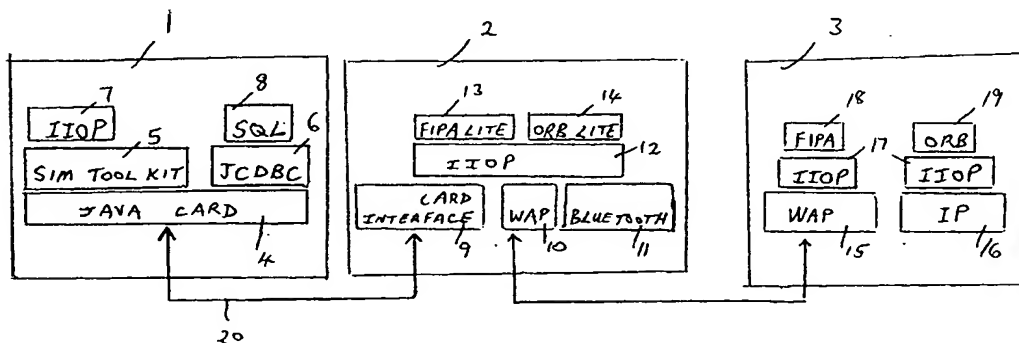 1
2
3
7
8
IIOP
SQL
5
6
SIM TOOL KIT
JCDBC
JAVA CARD
4
20
13
14
FIPA LITE
ORB LITE
IIOP
12
CARD
INTERFACE
WAP
BLUETOOTH
9
10
11
18
19
FIPA
ORB
17
IIOP
IIOP
WAP
IP
15
16